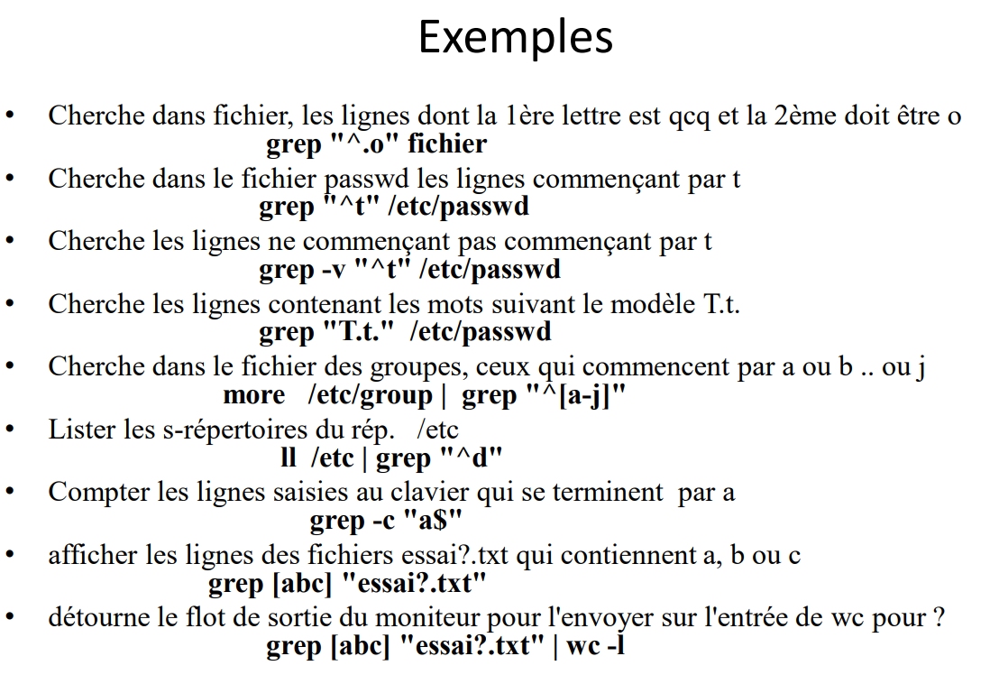 Exemples
• Cherche dans fichier, les lignes dont la 1ère lettre est qcq et la 2ème doit être o
grep "^.o" fichier
• Cherche dans le fichier passwd les lignes commençant par t
grep "^t" /etc/passwd
• Cherche les lignes ne commençant pas commençant par t
grep -v "^t" /etc/passwd
• Cherche les lignes contenant les mots suivant le modèle T.t.
grep "T.t." /etc/passwd
• Cherche dans le fichier des groupes, ceux qui commencent par a ou b .. ou j
more /etc/group | grep "^[a-j]"
• Lister les s-répertoires du rép. /etc
ll /etc | grep "^d"
• Compter les lignes saisies au clavier qui se terminent par a
grep -c "a$"
• afficher les lignes des fichiers essai?.txt qui contiennent a, b ou c
grep [abc] "essai?.txt"
• détourne le flot de sortie du moniteur pour l'envoyer sur l'entrée de wc pour ?
grep [abc] "essai?.txt" | wc -l